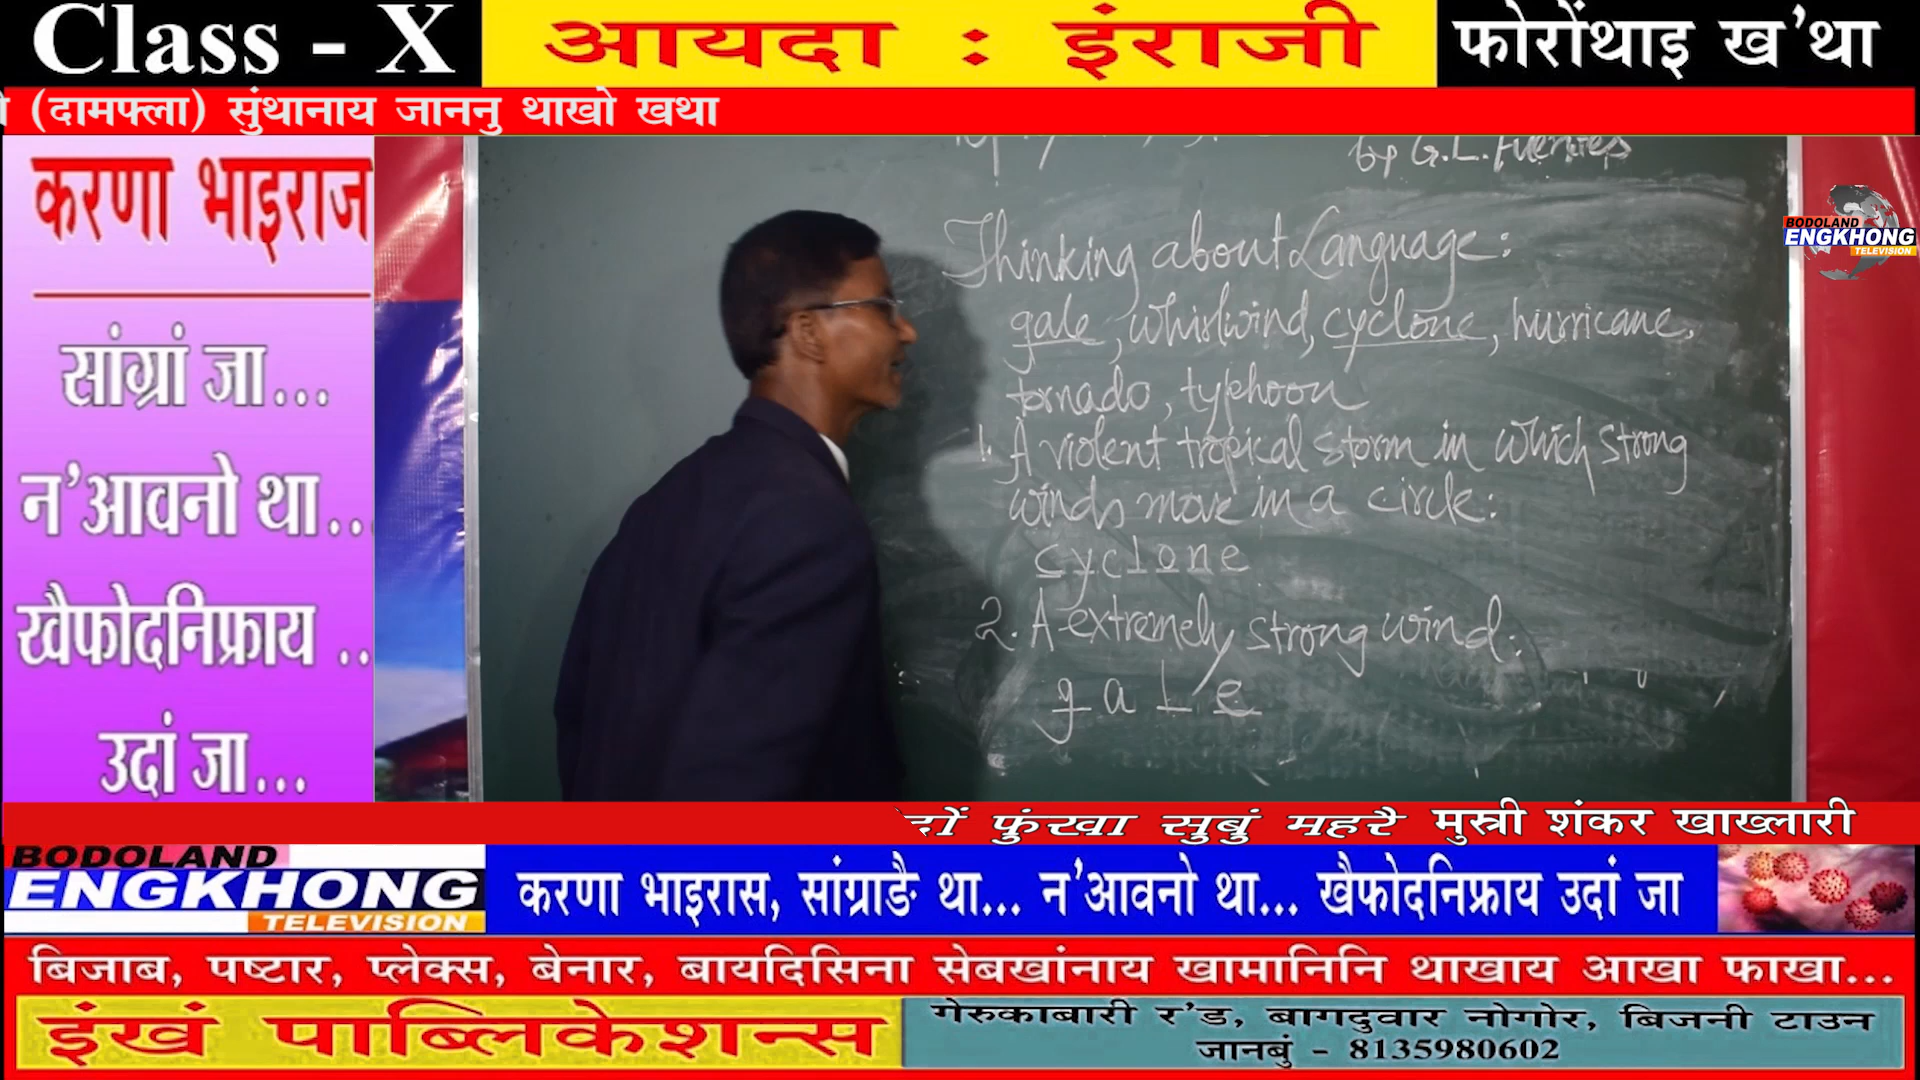 Class - X
आयदा : इंराजी
फोरोंथाइ ख'था
(दामफ्ला) सुंथानाय जाननु थाखो खथा
करणा भाइराज
सांग्रां जा...
न'आवनो था...
खैफोदनिफ्राय ..
उदां जा...
by G.L. Fuentes
Thinking about Language:
gale, whirlwind, cyclone, hurricane,
tornado, typhoon
1. A violent tropical storm in which strong
winds move in a circle:
cyclone
2. A extremely strong wind:
gale
BODOLAND
ENGKHONG
TELEVISION
फुंखा सुबुं महरै मुस्री शंकर खाख्लारी
BODOLAND
ENGKHONG
TELEVISION
करणा भाइरास, सांग्राङै था... न'आवनो था... खैफोदनिफ्राय उदां जा
बिजाब, पष्टार, प्लेक्स, बेनार, बायदिसिना सेबखांनाय खामानिनि थाखाय आखा फाखा...
इंखं पाब्लिकेशन्स
गेरुकाबारी र'ड, बागदुवार नोगोर, बिजनी टाउन
जानबुं - 8135980602